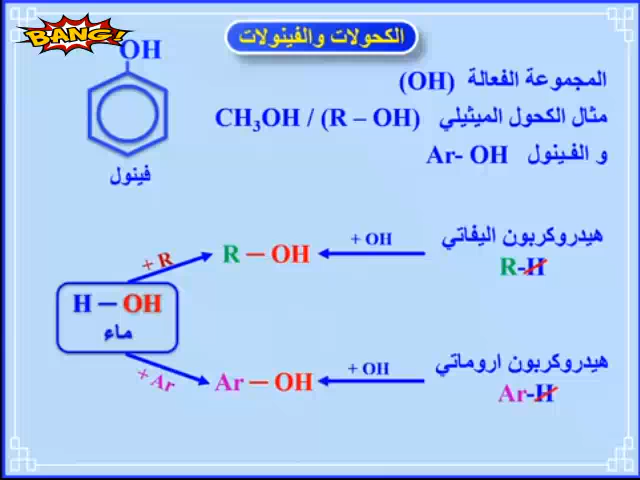 BANG!
الكحولات والفينولات
OH
فينول
المجموعة الفعالة (OH)
مثال الكحول الميثيلي CH₃OH / (R – OH)
و الفينول Ar- OH
هيدروكربون اليفاتي
R-H
+ OH
R – OH
+ R
H – OH
ماء
+ Ar
Ar – OH
+ OH
هيدروكربون اروماتي
Ar-H